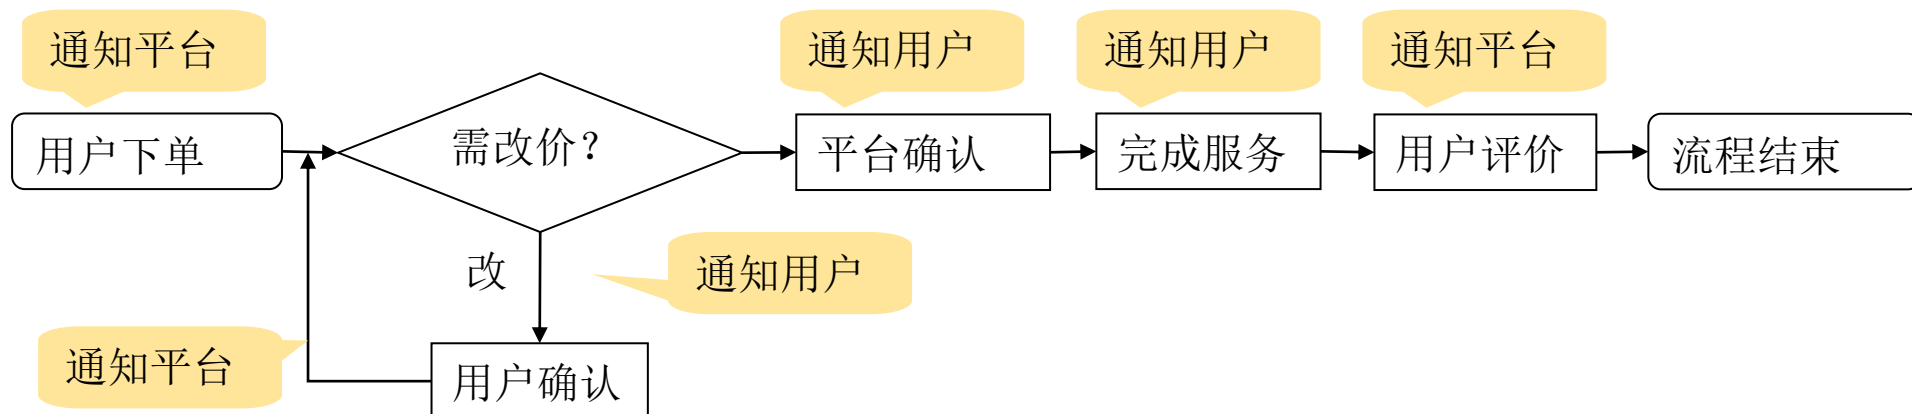 通知平台
通知用户
通知用户
通知平台
用户下单
需改价？
平台确认
完成服务
用户评价
流程结束
改
通知用户
通知平台
用户确认